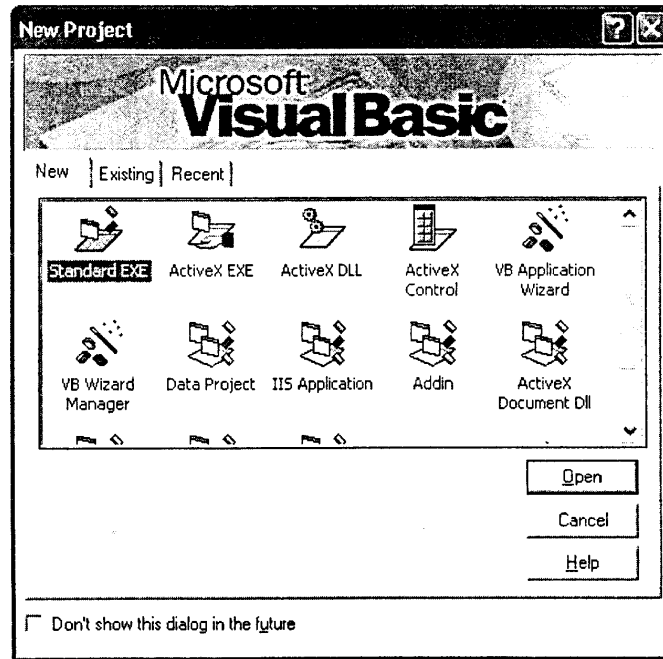 New Project
Microsoft
Visual Basic
New Existing Recent
Standard EXE ActiveX EXE ActiveX DLL ActiveX Control VB Application Wizard
VB Wizard Manager Data Project IIS Application Addin ActiveX Document Dll
Open
Cancel
Help
Don't show this dialog in the future